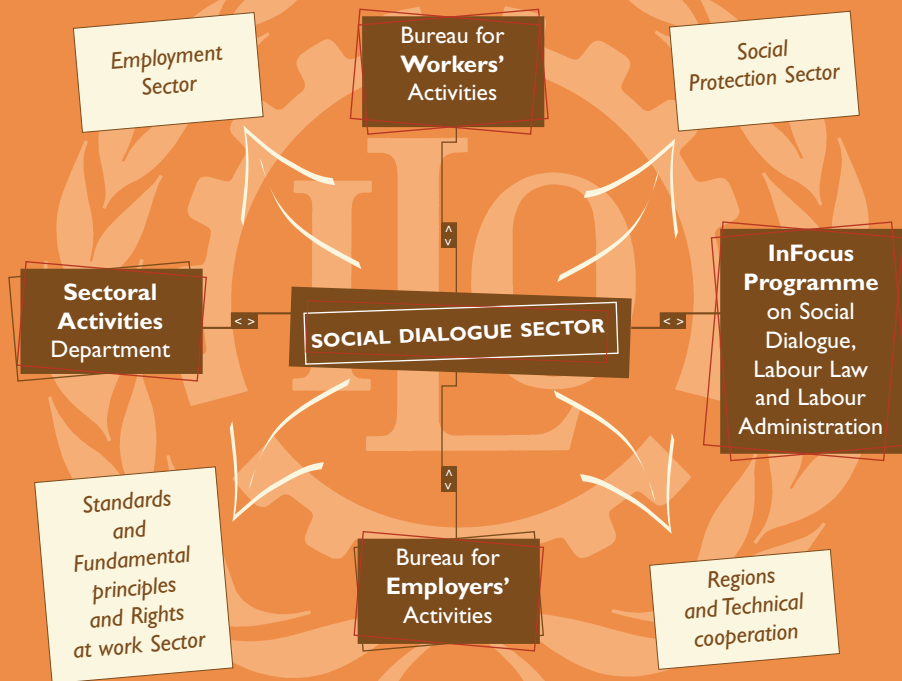 Employment
Sector
Bureau for
Workers'
Activities
Social
Protection Sector
Sectoral
Activities
Department
SOCIAL DIALOGUE SECTOR
InFocus
Programme
on Social
Dialogue,
Labour Law
and Labour
Administration
Standards
and
Fundamental
principles
and Rights
at work Sector
Bureau for
Employers'
Activities
Regions
and Technical
cooperation
ILO